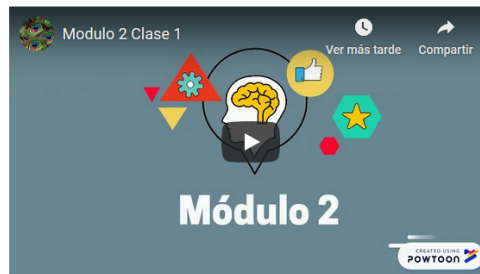 Modulo 2 Clase 1
Ver más tarde
Compartir
Módulo 2
CREATED USING
POWTOON